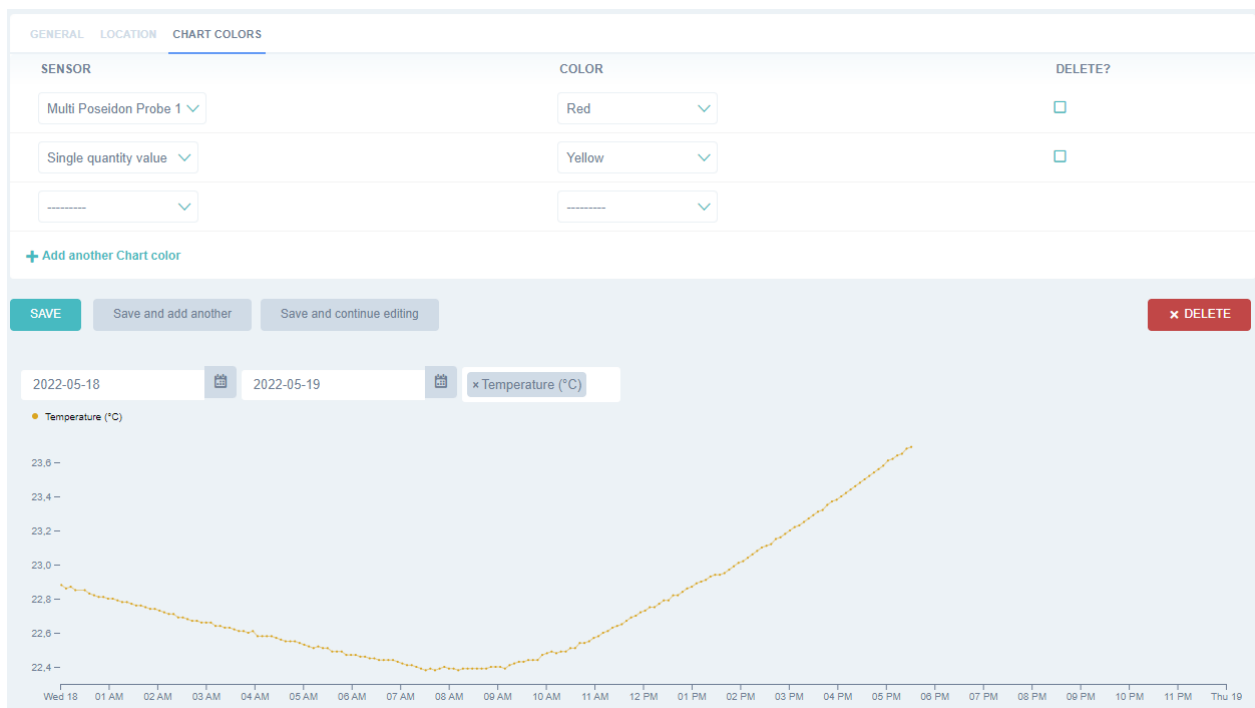 GENERAL LOCATION CHART COLORS
SENSOR COLOR DELETE?
Multi Poseidon Probe 1 Red
Single quantity value Yellow
--------- ---------
+ Add another Chart color
SAVE Save and add another Save and continue editing × DELETE
2022-05-18 2022-05-19 × Temperature (°C)
Temperature (°C)
23,6
23,4
23,2
23,0
22,8
22,6
22,4
Wed 18 01 AM 02 AM 03 AM 04 AM 05 AM 06 AM 07 AM 08 AM 09 AM 10 AM 11 AM 12 PM 01 PM 02 PM 03 PM 04 PM 05 PM 06 PM 07 PM 08 PM 09 PM 10 PM 11 PM Thu 19